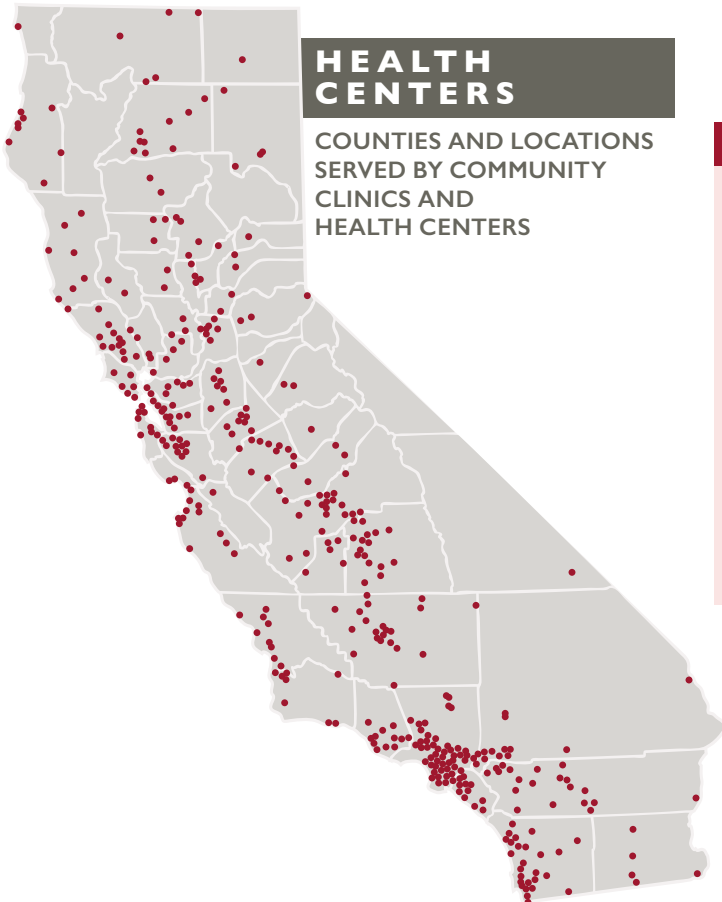 HEALTH
CENTERS
COUNTIES AND LOCATIONS
SERVED BY COMMUNITY
CLINICS AND
HEALTH CENTERS